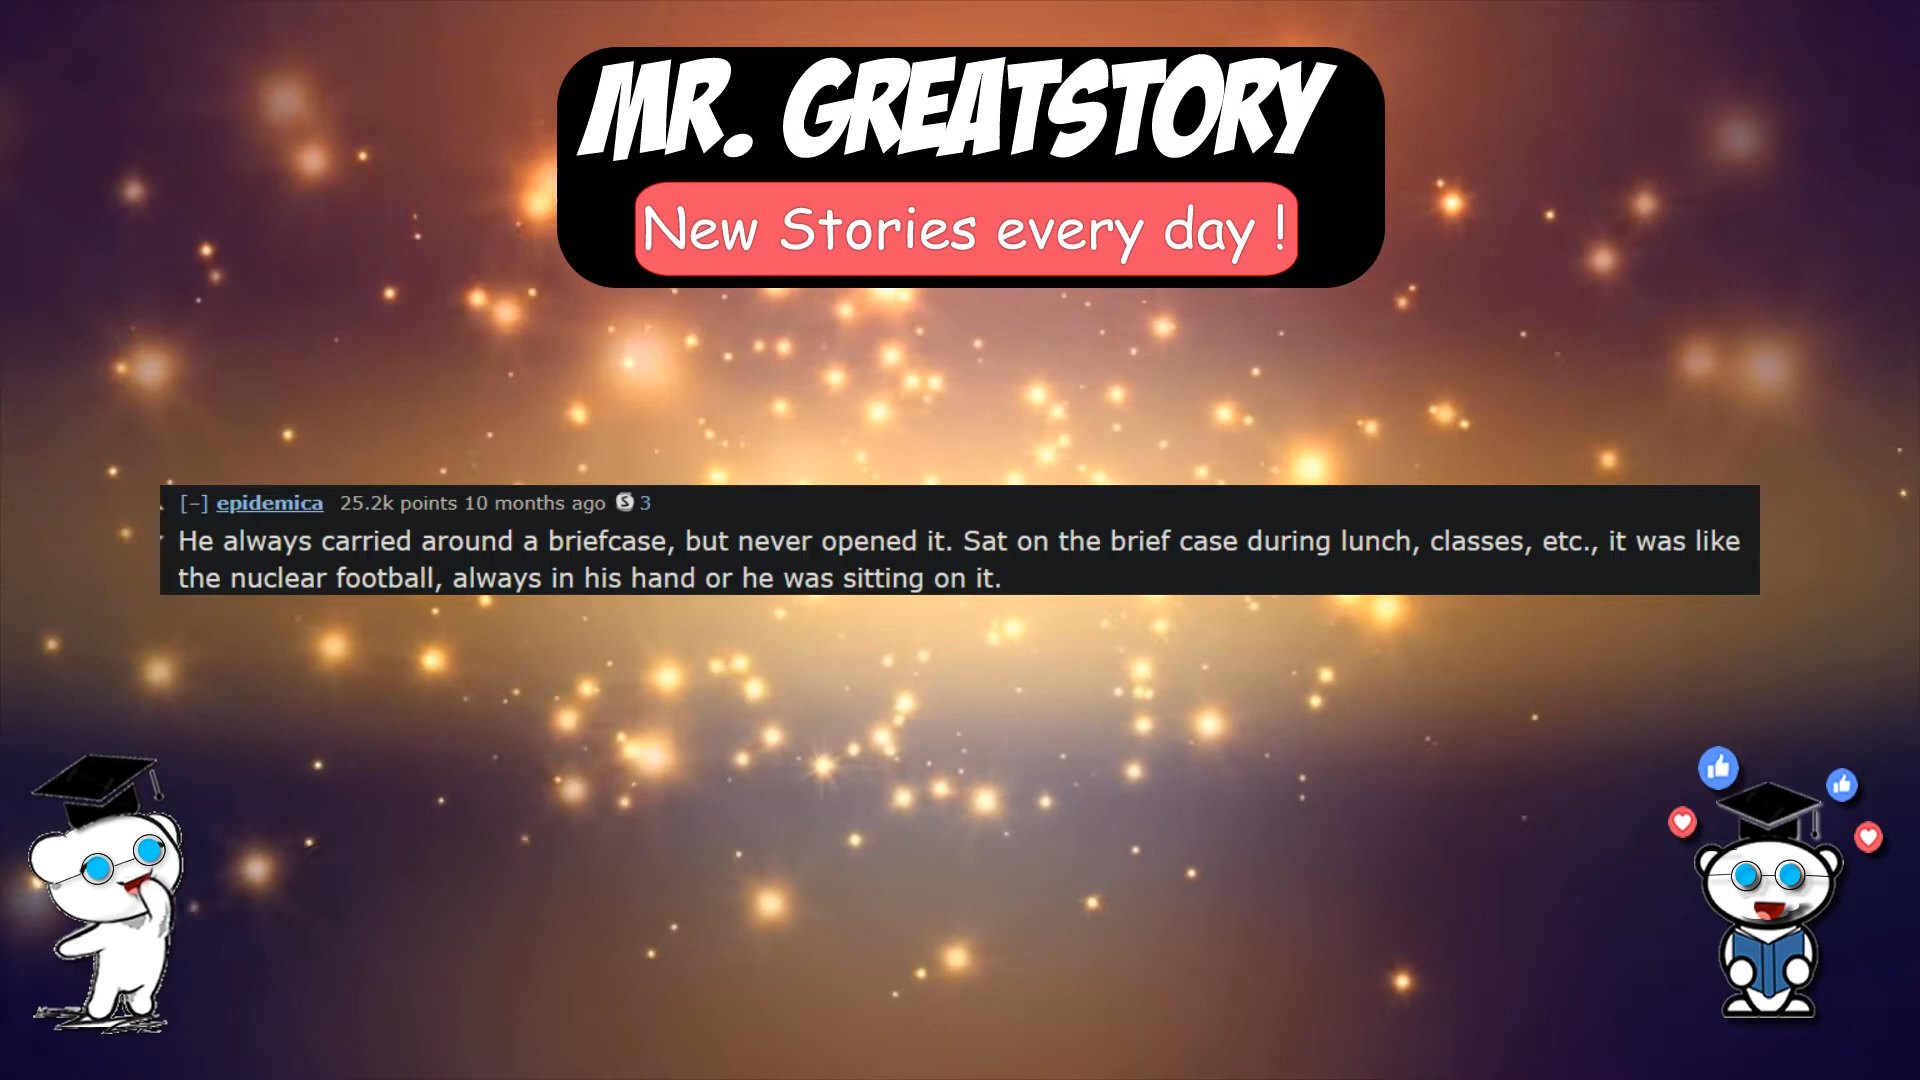 MR. GREATSTORY
New Stories every day !
[–] epidemica 25.2k points 10 months ago S 3
He always carried around a briefcase, but never opened it. Sat on the brief case during lunch, classes, etc., it was like
the nuclear football, always in his hand or he was sitting on it.